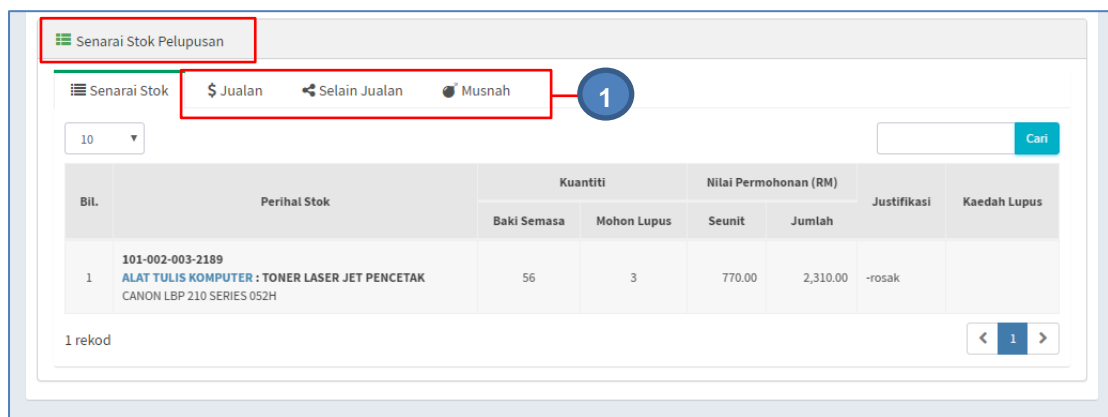 Senarai Stok Pelupusan
Senarai Stok $ Jualan Selain Jualan Musnah
1
10 Cari
Bil. Perihal Stok Kuantiti Nilai Permohonan (RM) Justifikasi Kaedah Lupus
Baki Semasa Mohon Lupus Seunit Jumlah
101-002-003-2189
1 ALAT TULIS KOMPUTER : TONER LASER JET PENCETAK 56 3 770.00 2,310.00 -rosak
CANON LBP 210 SERIES 052H
1 rekod < 1 >